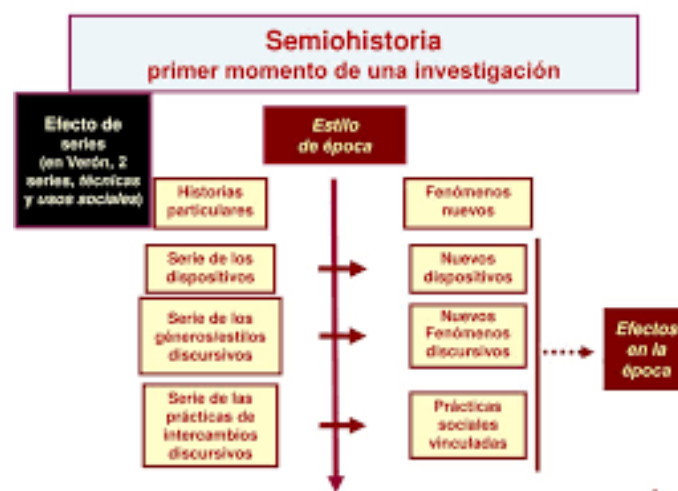 Semiohistoria
primer momento de una investigación
Efecto de
series
(en Verón, 2
series, técnicas
y usos sociales)
Estilo
de época
Historias
particulares
Fenómenos
nuevos
Serie de los
dispositivos
Nuevos
dispositivos
Serie de los
géneros/estilos
discursivos
Nuevos
Fenómenos
discursivos
Efectos
en la
época
Serie de las
prácticas de
intercambios
discursivos
Prácticas
sociales
vinculadas